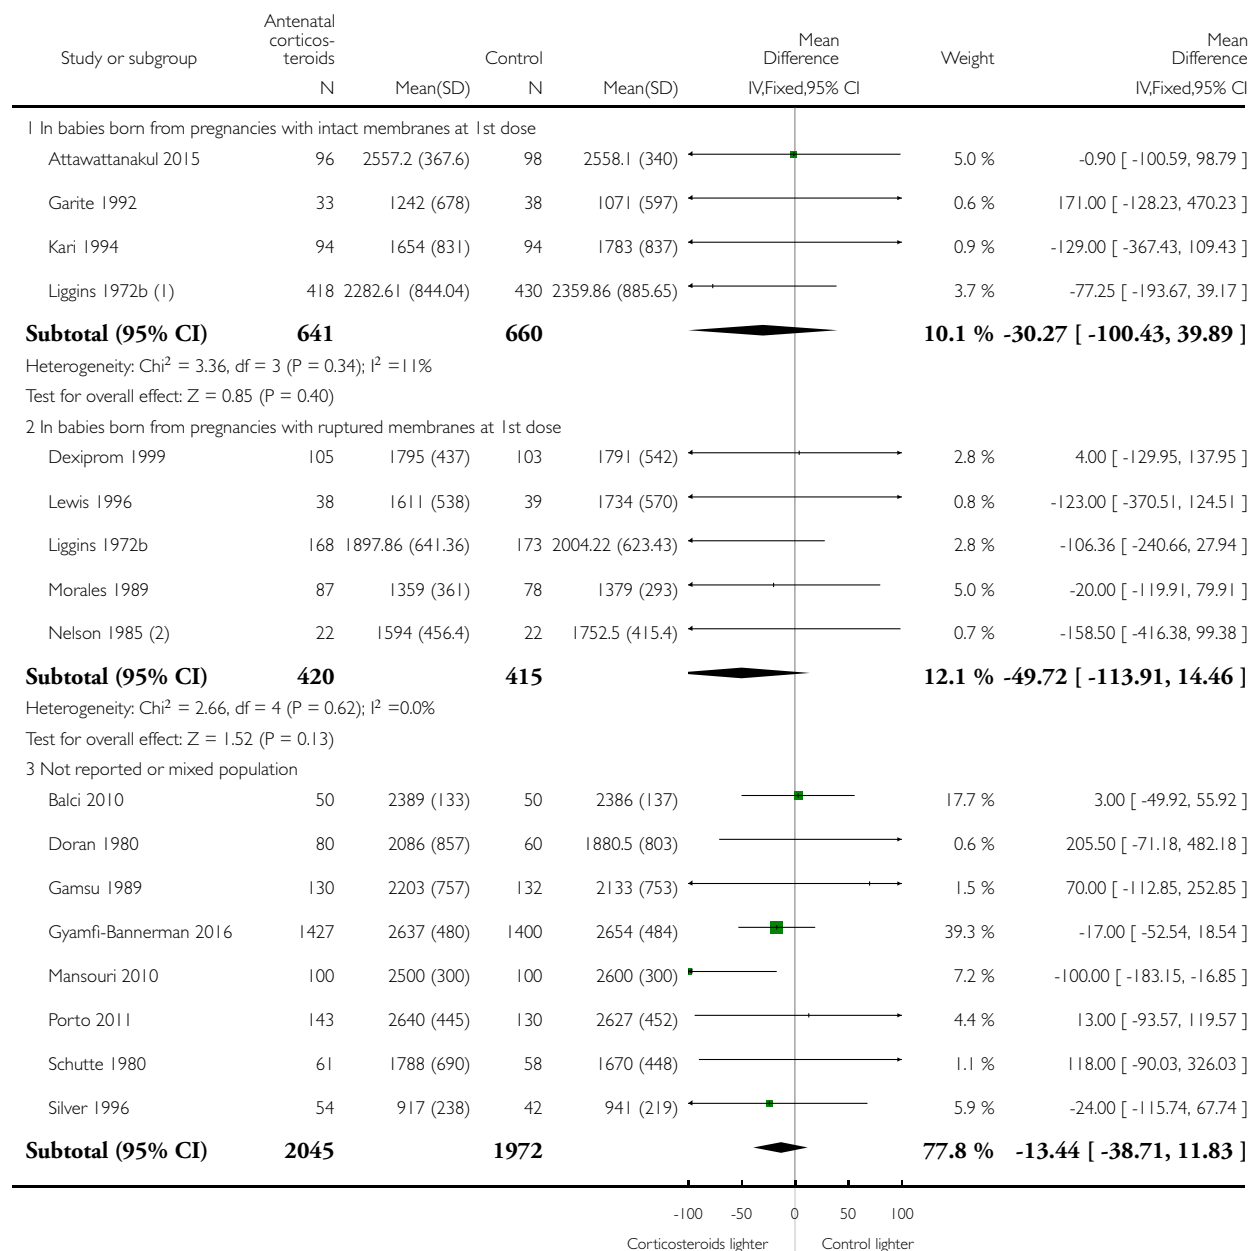 Study or subgroup Antenatal corticos- teroids Control Mean Difference Weight Mean Difference
N Mean(SD) N Mean(SD) IV,Fixed,95% CI IV,Fixed,95% CI
1 In babies born from pregnancies with intact membranes at 1st dose
Attawattanakul 2015 96 2557.2 (367.6) 98 2558.1 (340) 5.0 % -0.90 [ -100.59, 98.79 ]
Garite 1992 33 1242 (678) 38 1071 (597) 0.6 % 171.00 [ -128.23, 470.23 ]
Kari 1994 94 1654 (831) 94 1783 (837) 0.9 % -129.00 [ -367.43, 109.43 ]
Liggins 1972b (1) 418 2282.61 (844.04) 430 2359.86 (885.65) 3.7 % -77.25 [ -193.67, 39.17 ]
Subtotal (95% CI) 641 660 10.1 % -30.27 [ -100.43, 39.89 ]
Heterogeneity: Chi² = 3.36, df = 3 (P = 0.34); I² =11%
Test for overall effect: Z = 0.85 (P = 0.40)
2 In babies born from pregnancies with ruptured membranes at 1st dose
Dexiprom 1999 105 1795 (437) 103 1791 (542) 2.8 % 4.00 [ -129.95, 137.95 ]
Lewis 1996 38 1611 (538) 39 1734 (570) 0.8 % -123.00 [ -370.51, 124.51 ]
Liggins 1972b 168 1897.86 (641.36) 173 2004.22 (623.43) 2.8 % -106.36 [ -240.66, 27.94 ]
Morales 1989 87 1359 (361) 78 1379 (293) 5.0 % -20.00 [ -119.91, 79.91 ]
Nelson 1985 (2) 22 1594 (456.4) 22 1752.5 (415.4) 0.7 % -158.50 [ -416.38, 99.38 ]
Subtotal (95% CI) 420 415 12.1 % -49.72 [ -113.91, 14.46 ]
Heterogeneity: Chi² = 2.66, df = 4 (P = 0.62); I² =0.0%
Test for overall effect: Z = 1.52 (P = 0.13)
3 Not reported or mixed population
Balci 2010 50 2389 (133) 50 2386 (137) 17.7 % 3.00 [ -49.92, 55.92 ]
Doran 1980 80 2086 (857) 60 1880.5 (803) 0.6 % 205.50 [ -71.18, 482.18 ]
Gamsu 1989 130 2203 (757) 132 2133 (753) 1.5 % 70.00 [ -112.85, 252.85 ]
Gyamfi-Bannerman 2016 1427 2637 (480) 1400 2654 (484) 39.3 % -17.00 [ -52.54, 18.54 ]
Mansouri 2010 100 2500 (300) 100 2600 (300) 7.2 % -100.00 [ -183.15, -16.85 ]
Porto 2011 143 2640 (445) 130 2627 (452) 4.4 % 13.00 [ -93.57, 119.57 ]
Schutte 1980 61 1788 (690) 58 1670 (448) 1.1 % 118.00 [ -90.03, 326.03 ]
Silver 1996 54 917 (238) 42 941 (219) 5.9 % -24.00 [ -115.74, 67.74 ]
Subtotal (95% CI) 2045 1972 77.8 % -13.44 [ -38.71, 11.83 ]
-100 -50 0 50 100
Corticosteroids lighter Control lighter